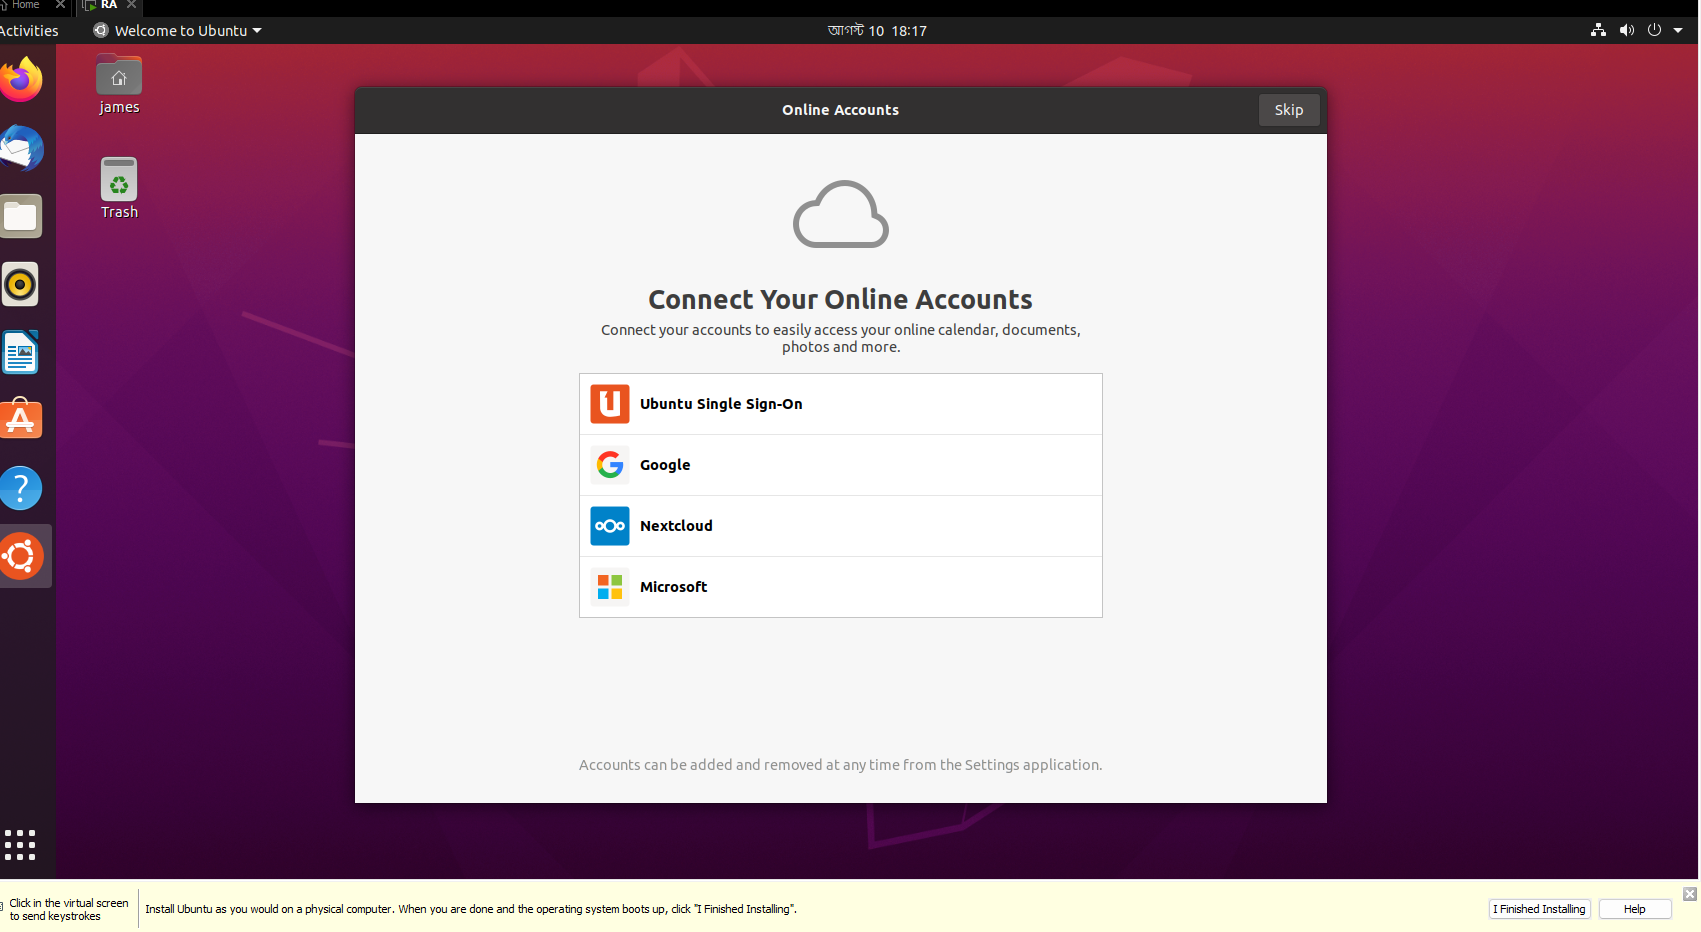 Home
RA
Activities
Welcome to Ubuntu
আগস্ট 10 18:17
james
Trash
Online Accounts
Skip
Connect Your Online Accounts
Connect your accounts to easily access your online calendar, documents,
photos and more.
Ubuntu Single Sign-On
Google
Nextcloud
Microsoft
Accounts can be added and removed at any time from the Settings application.
Click in the virtual screen
to send keystrokes
Install Ubuntu as you would on a physical computer. When you are done and the operating system boots up, click "I Finished Installing".
I Finished Installing
Help